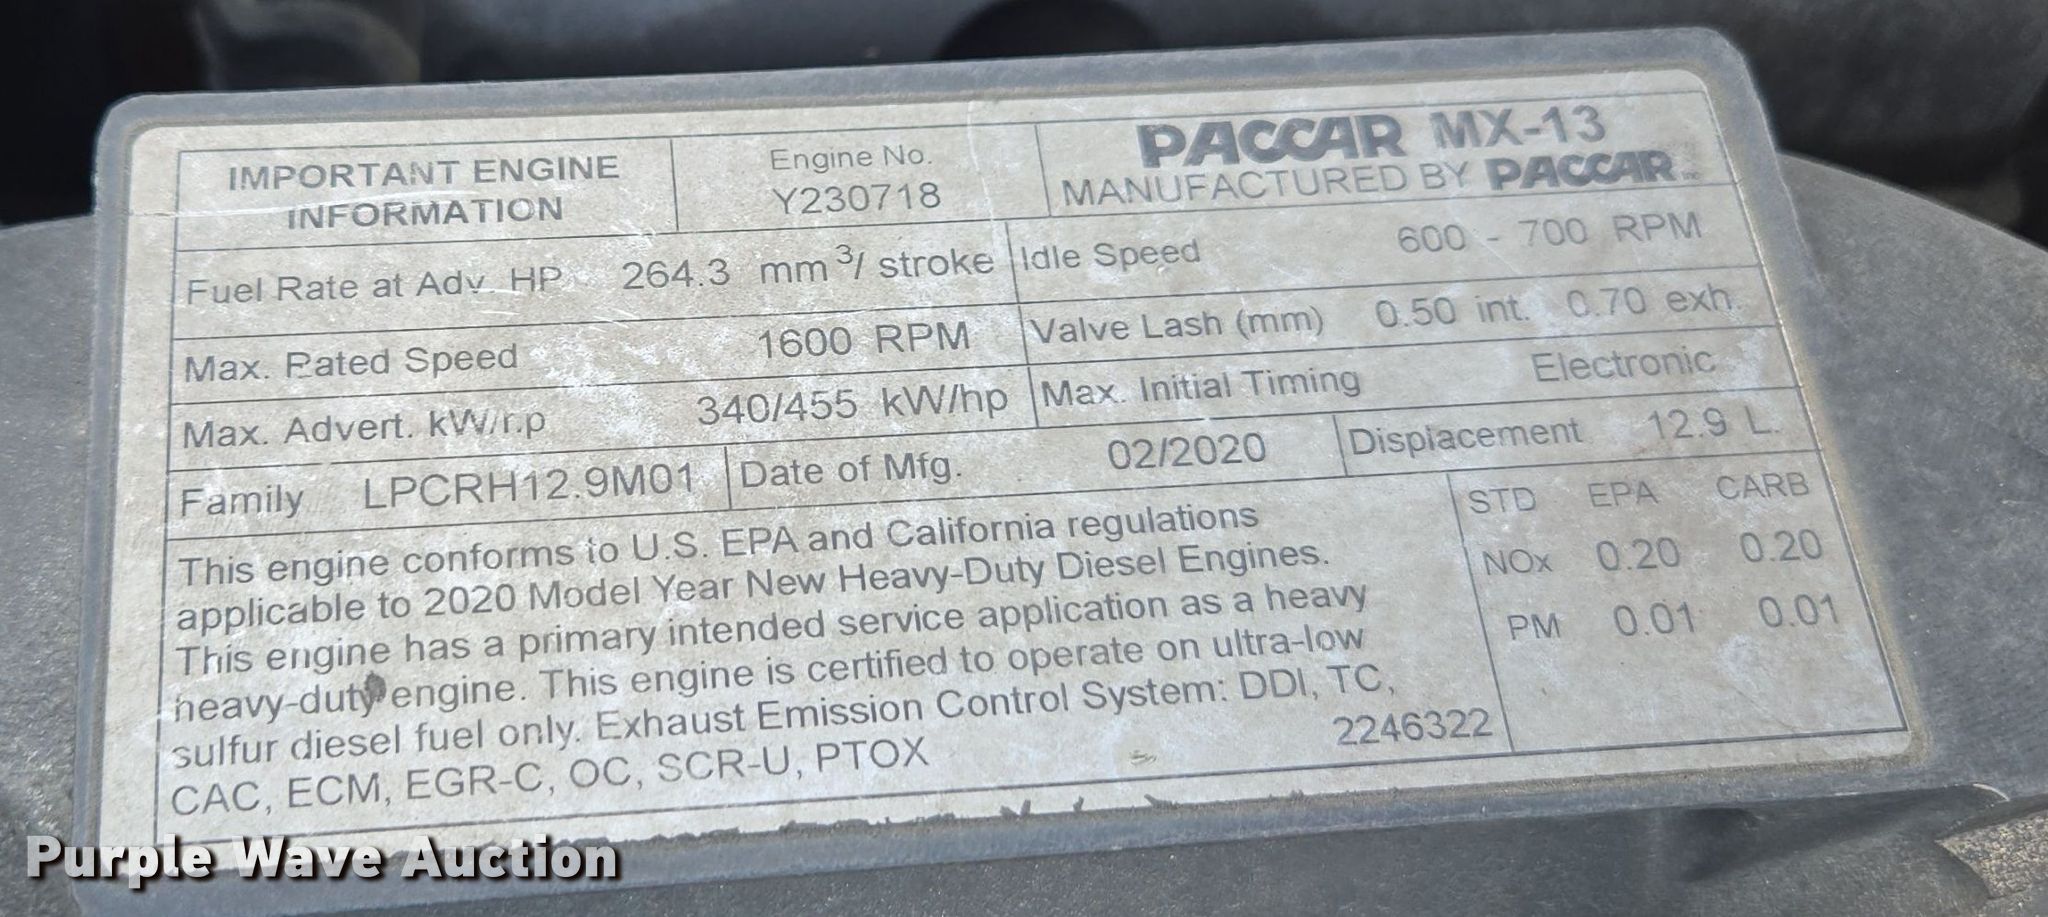 IMPORTANT ENGINE
INFORMATION
Engine No.
Y230718
PACCAR MX-13
MANUFACTURED BY PACCAR
Fuel Rate at Adv. HP 264.3 mm³/ stroke
Idle Speed 600 - 700 RPM
Max. Rated Speed 1600 RPM
Valve Lash (mm) 0.50 int. 0.70 exh.
Max. Advert. kW/hp 340/455 kW/hp
Max. Initial Timing Electronic
Family LPCRH12.9M01
Date of Mfg. 02/2020
Displacement 12.9 L.
This engine conforms to U.S. EPA and California regulations
applicable to 2020 Model Year New Heavy-Duty Diesel Engines.
This engine has a primary intended service application as a heavy
heavy-duty engine. This engine is certified to operate on ultra-low
sulfur diesel fuel only. Exhaust Emission Control System: DDI, TC,
CAC, ECM, EGR-C, OC, SCR-U, PTOX
2246322
STD EPA CARB
NOx 0.20 0.20
PM 0.01 0.01
Purple Wave Auction